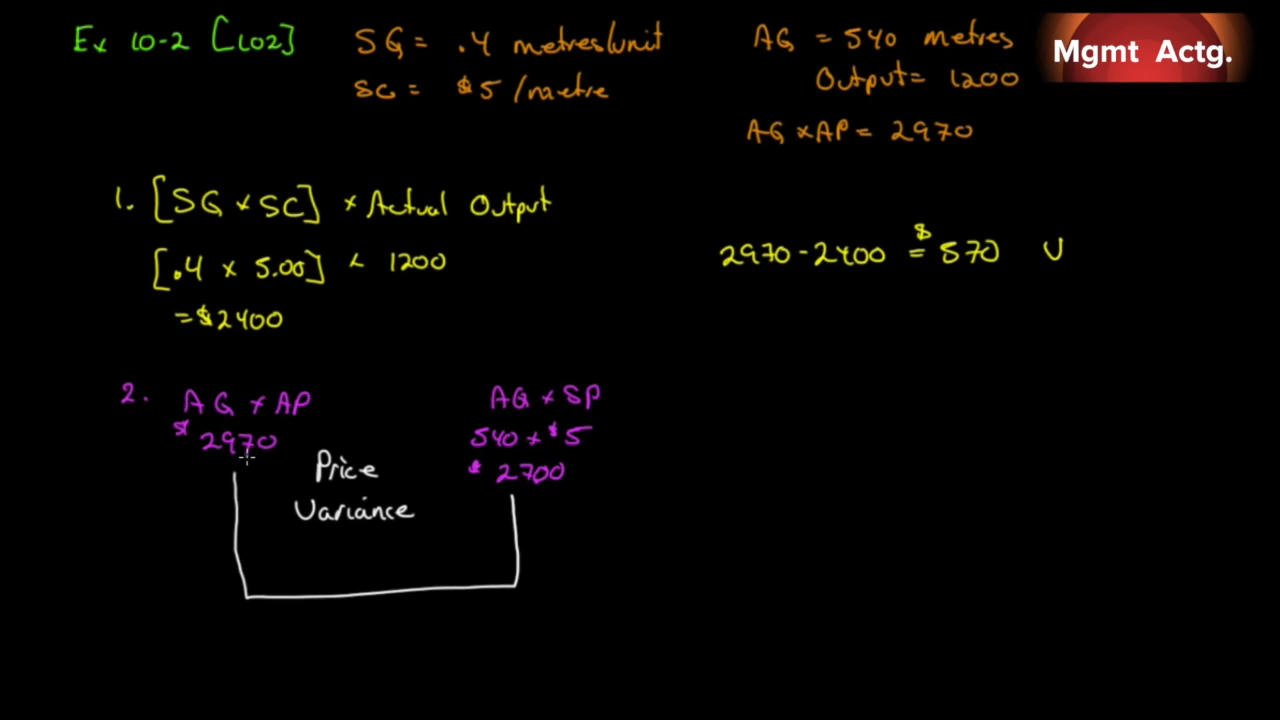 Ex 10-2 [LO2]
SQ = .4 metres/unit
SC = $5/metre
AQ = 540 metres
Output = 1200
AQ x AP = 2970
Mgmt Actg.
1. [SQ x SC] x Actual Output
[.4 x 5.00] x 1200
= $2400
2970 - 2400 = $570 U
2. AQ x AP
$2970
Price
Variance
AQ x SP
540 x $5
$2700